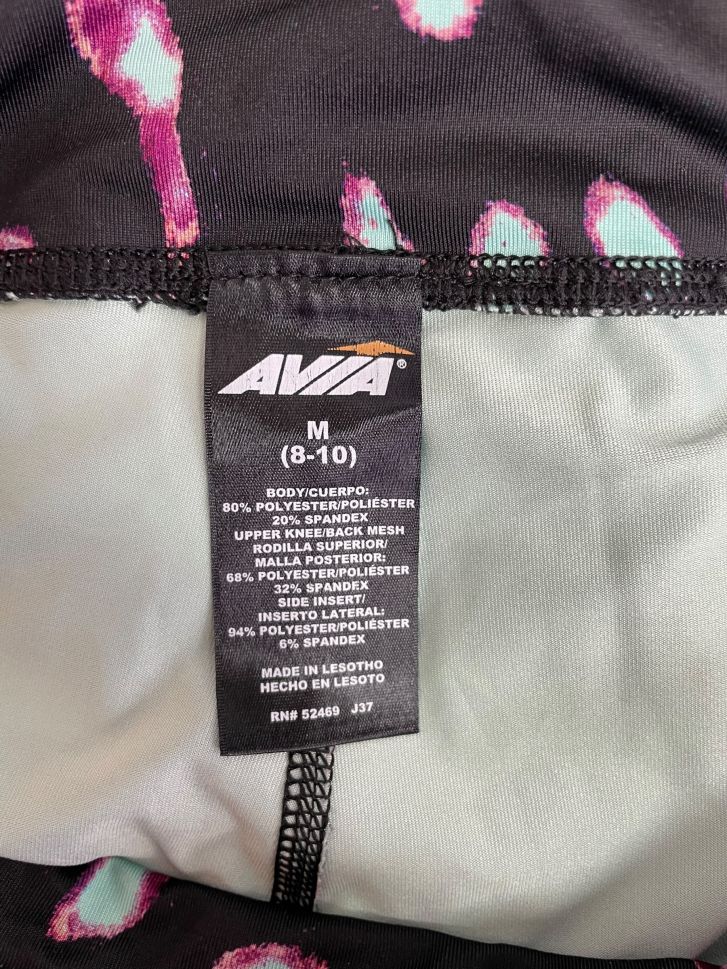 AVIA®
M
(8-10)
BODY/CUERPO:
80% POLYESTER/POLIÉSTER
20% SPANDEX
UPPER KNEE/BACK MESH
RODILLA SUPERIOR/
MALLA POSTERIOR:
68% POLYESTER/POLIÉSTER
32% SPANDEX
SIDE INSERT/
INSERTO LATERAL:
94% POLYESTER/POLIÉSTER
6% SPANDEX
MADE IN LESOTHO
HECHO EN LESOTO
RN# 52469 J37